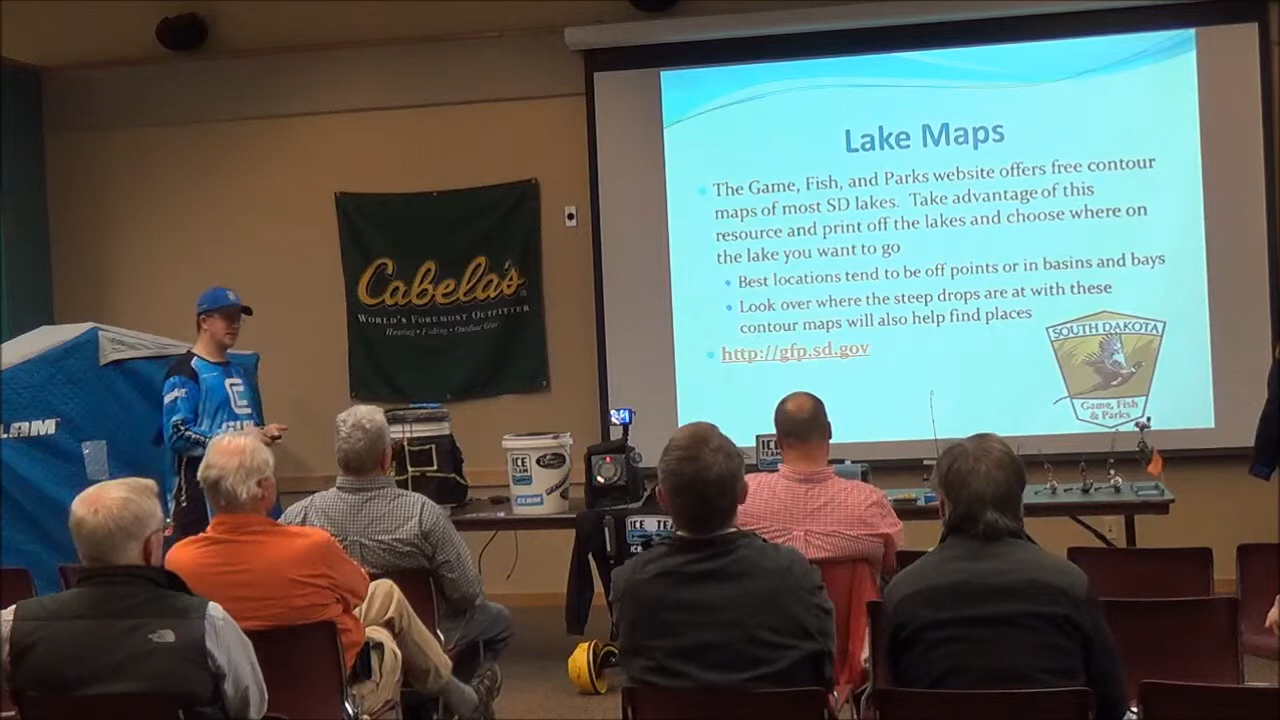 Lake Maps
The Game, Fish, and Parks website offers free contour
maps of most SD lakes. Take advantage of this
resource and print off the lakes and choose where on
the lake you want to go
Best locations tend to be off points or in basins and bays
Look over where the steep drops are at with these
contour maps will also help find places
http://gfp.sd.gov
SOUTH DAKOTA
Game, Fish
& Parks
Cabela's
WORLD'S FOREMOST OUTFITTER
Hunting • Fishing • Outdoor Gear
LAM
C
ICE
TEAM
CLAM
ICE
TEAM
ICE TEA